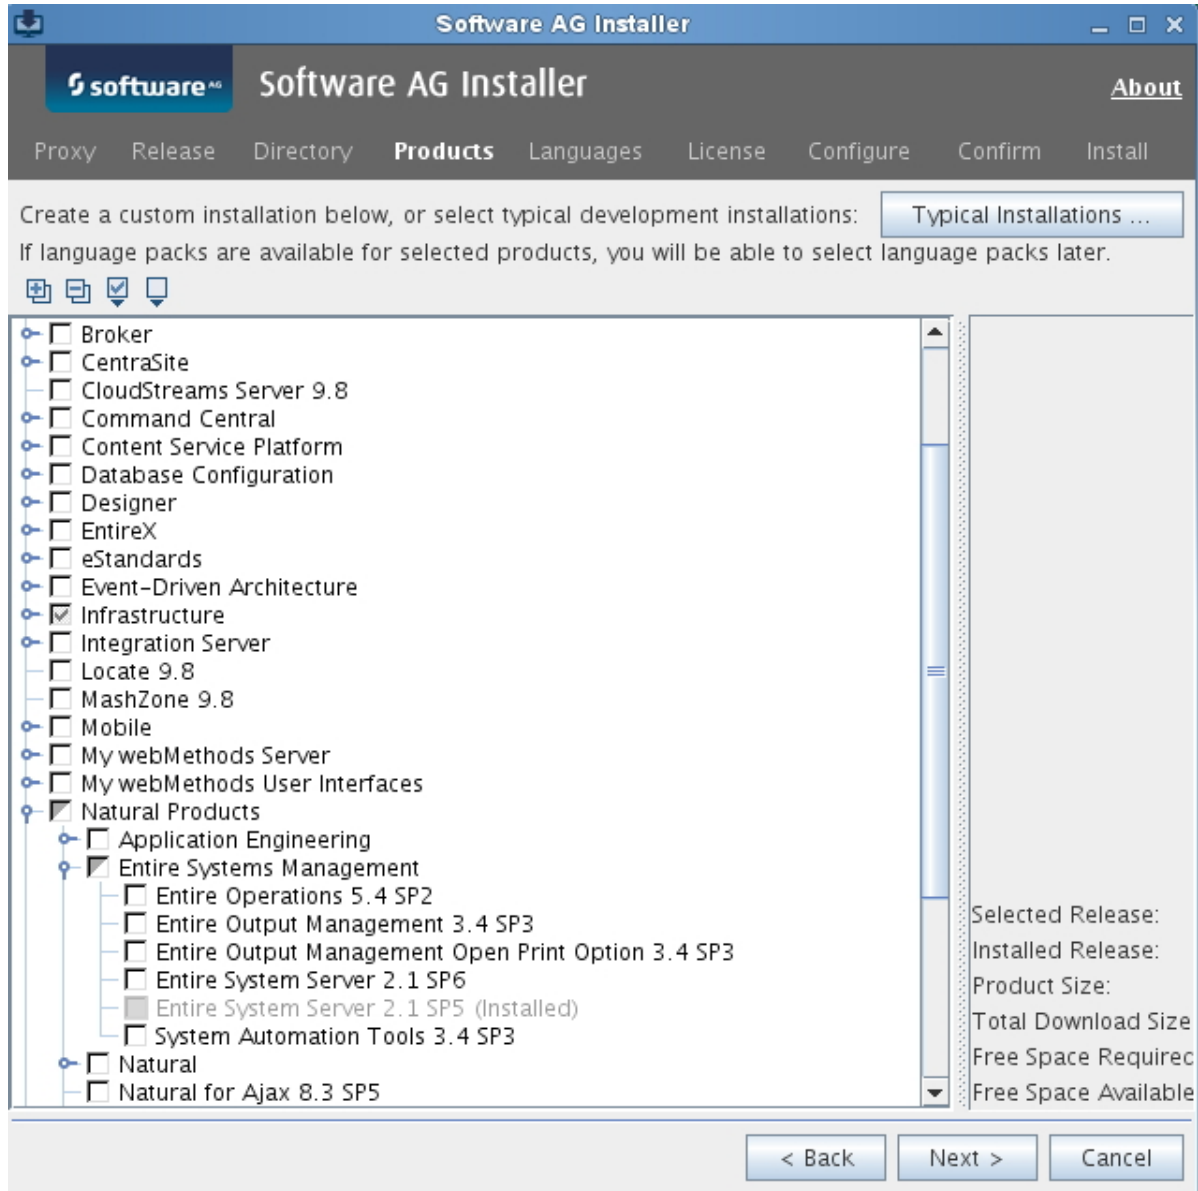 Software AG Installer
software AG
Software AG Installer
About
Proxy Release Directory Products Languages License Configure Confirm Install
Create a custom installation below, or select typical development installations: Typical Installations ...
If language packs are available for selected products, you will be able to select language packs later.
Broker
CentraSite
CloudStreams Server 9.8
Command Central
Content Service Platform
Database Configuration
Designer
EntireX
eStandards
Event-Driven Architecture
Infrastructure
Integration Server
Locate 9.8
MashZone 9.8
Mobile
My webMethods Server
My webMethods User Interfaces
Natural Products
Application Engineering
Entire Systems Management
Entire Operations 5.4 SP2
Entire Output Management 3.4 SP3
Entire Output Management Open Print Option 3.4 SP3
Entire System Server 2.1 SP6
Entire System Server 2.1 SP5 (Installed)
System Automation Tools 3.4 SP3
Natural
Natural for Ajax 8.3 SP5
Selected Release:
Installed Release:
Product Size:
Total Download Size
Free Space Required
Free Space Available
< Back Next > Cancel